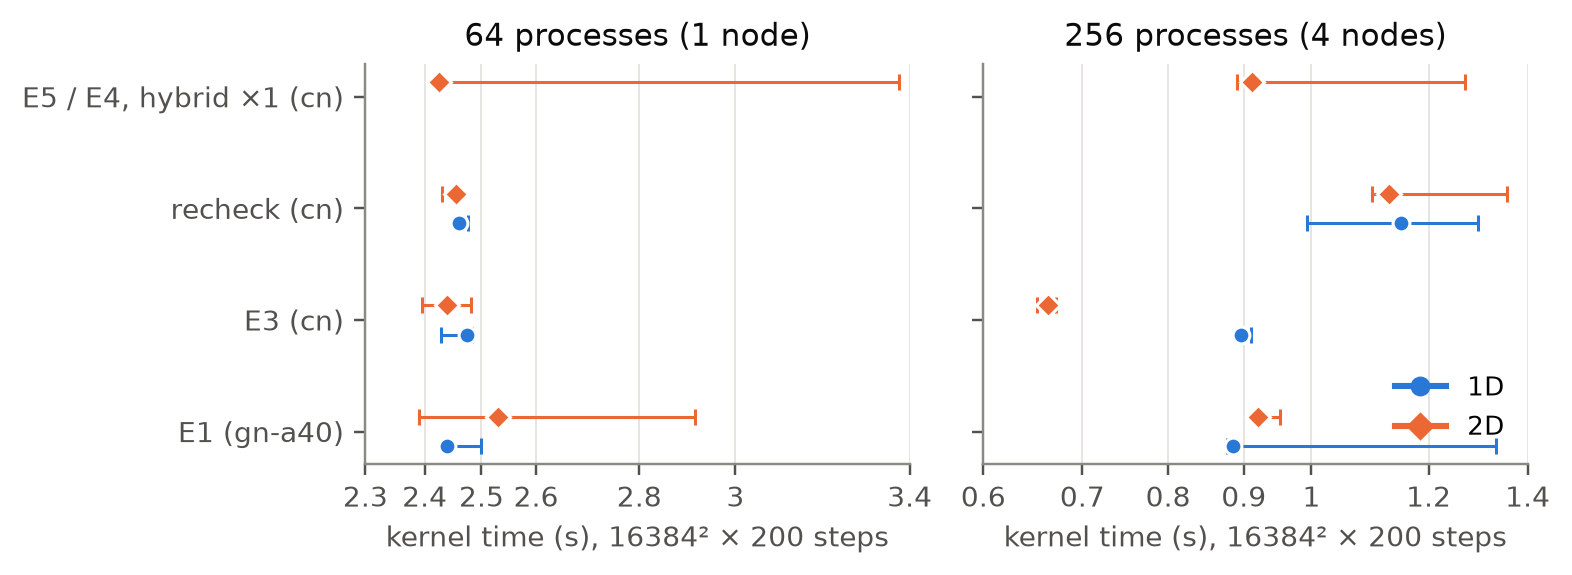 64 processes (1 node)
256 processes (4 nodes)
E5 / E4, hybrid ×1 (cn)
recheck (cn)
E3 (cn)
E1 (gn-a40)
1D
2D
2.3 2.4 2.5 2.6 2.8 3 3.4
0.6 0.7 0.8 0.9 1 1.2 1.4
kernel time (s), 16384² × 200 steps
kernel time (s), 16384² × 200 steps